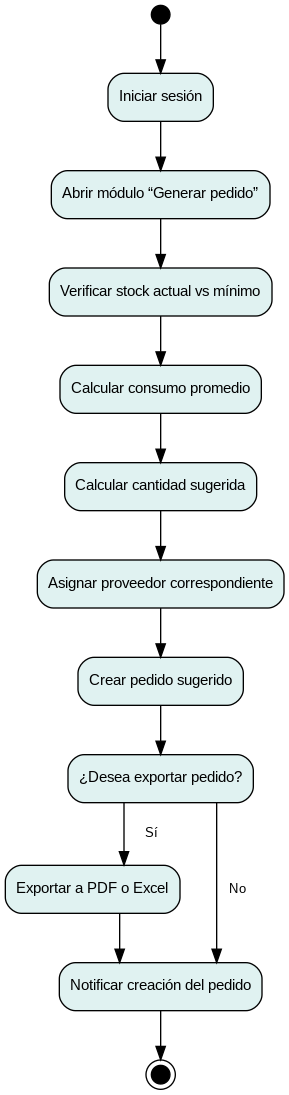 Iniciar sesión
Abrir módulo “Generar pedido”
Verificar stock actual vs mínimo
Calcular consumo promedio
Calcular cantidad sugerida
Asignar proveedor correspondiente
Crear pedido sugerido
¿Desea exportar pedido?
Sí
Exportar a PDF o Excel
No
Notificar creación del pedido